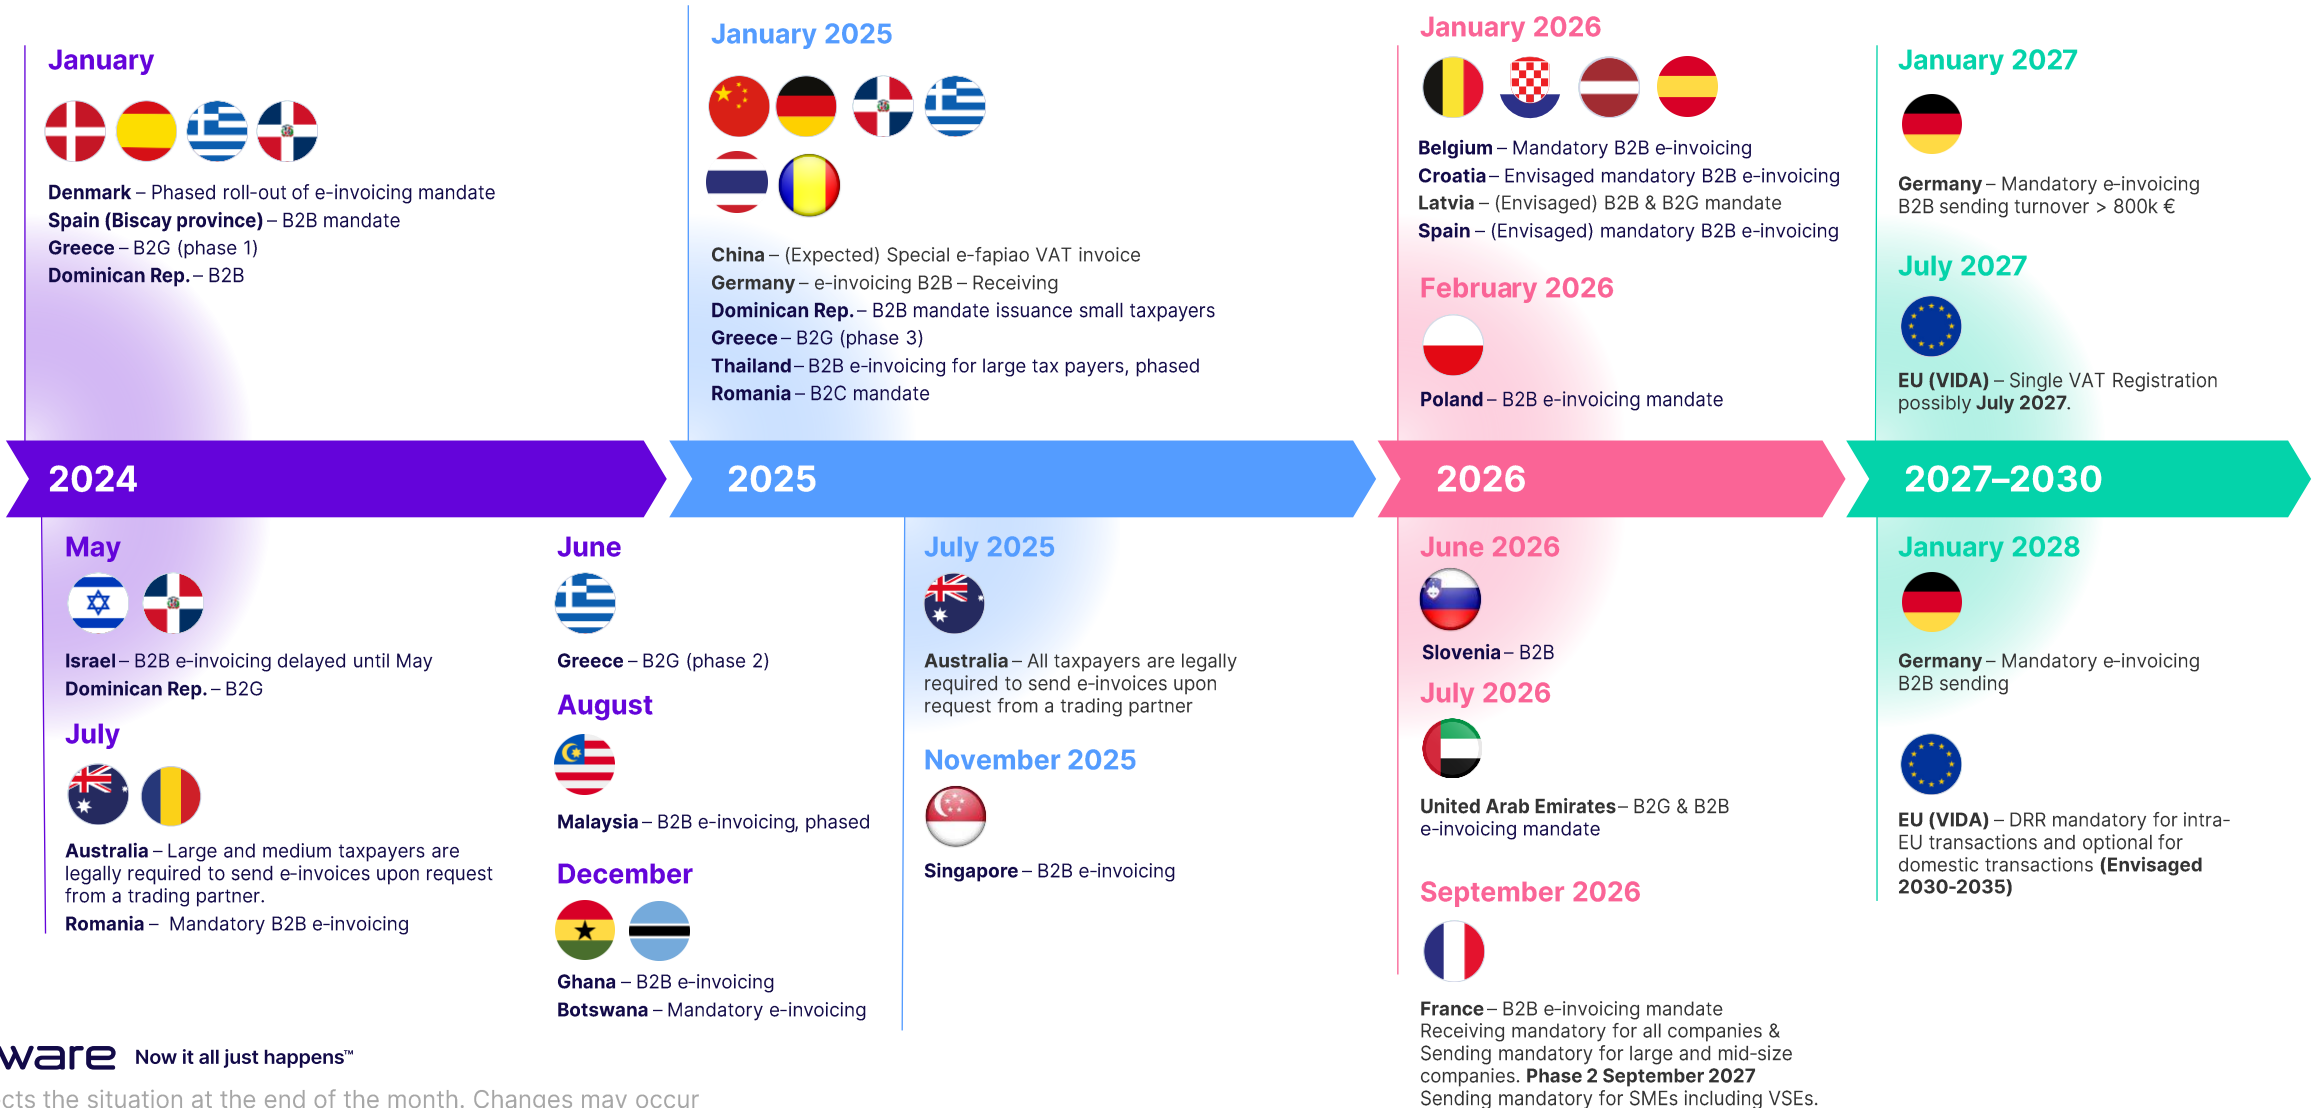 January
Denmark – Phased roll-out of e-invoicing mandate
Spain (Biscay province) – B2B mandate
Greece – B2G (phase 1)
Dominican Rep. – B2B
January 2025
China – (Expected) Special e-fapiao VAT invoice
Germany – e-invoicing B2B – Receiving
Dominican Rep. – B2B mandate issuance small taxpayers
Greece – B2G (phase 3)
Thailand – B2B e-invoicing for large tax payers, phased
Romania – B2C mandate
January 2026
Belgium – Mandatory B2B e-invoicing
Croatia – Envisaged mandatory B2B e-invoicing
Latvia – (Envisaged) B2B & B2G mandate
Spain – (Envisaged) mandatory B2B e-invoicing
February 2026
Poland – B2B e-invoicing mandate
January 2027
Germany – Mandatory e-invoicing
B2B sending turnover > 800k €
July 2027
EU (VIDA) – Single VAT Registration
possibly July 2027.
2024
2025
2026
2027–2030
May
Israel – B2B e-invoicing delayed until May
Dominican Rep. – B2G
July
Australia – Large and medium taxpayers are
legally required to send e-invoices upon request
from a trading partner.
Romania – Mandatory B2B e-invoicing
June
Greece – B2G (phase 2)
August
Malaysia – B2B e-invoicing, phased
December
Ghana – B2B e-invoicing
Botswana – Mandatory e-invoicing
July 2025
Australia – All taxpayers are legally
required to send e-invoices upon
request from a trading partner
November 2025
Singapore – B2B e-invoicing
June 2026
Slovenia – B2B
July 2026
United Arab Emirates – B2G & B2B
e-invoicing mandate
September 2026
France – B2B e-invoicing mandate
Receiving mandatory for all companies &
Sending mandatory for large and mid-size
companies. Phase 2 September 2027
Sending mandatory for SMEs including VSEs.
January 2028
Germany – Mandatory e-invoicing
B2B sending
EU (VIDA) – DRR mandatory for intra-
EU transactions and optional for
domestic transactions (Envisaged
2030-2035)
ware Now it all just happens™
cts the situation at the end of the month. Changes may occur